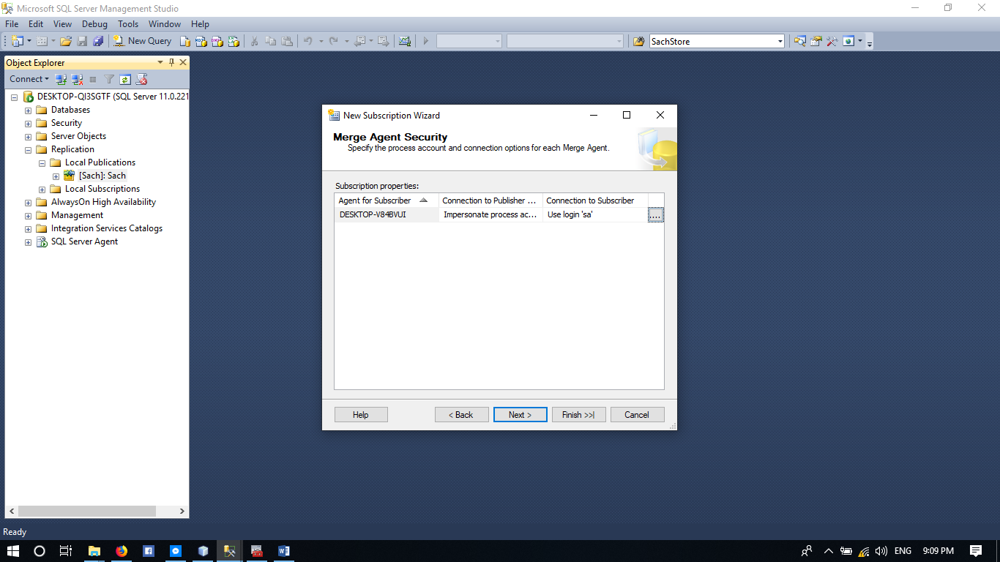 Microsoft SQL Server Management Studio
File Edit View Debug Tools Window Help
New Query SachStore
Object Explorer
Connect
DESKTOP-QI3SGTF (SQL Server 11.0.221
Databases
Security
Server Objects
Replication
Local Publications
[Sach]: Sach
Local Subscriptions
AlwaysOn High Availability
Management
Integration Services Catalogs
SQL Server Agent
New Subscription Wizard
Merge Agent Security
Specify the process account and connection options for each Merge Agent.
Subscription properties:
Agent for Subscriber Connection to Publisher ... Connection to Subscriber
DESKTOP-V84BVUI Impersonate process ac... Use login 'sa' ...
Help < Back Next > Finish >>| Cancel
Ready
ENG 9:09 PM